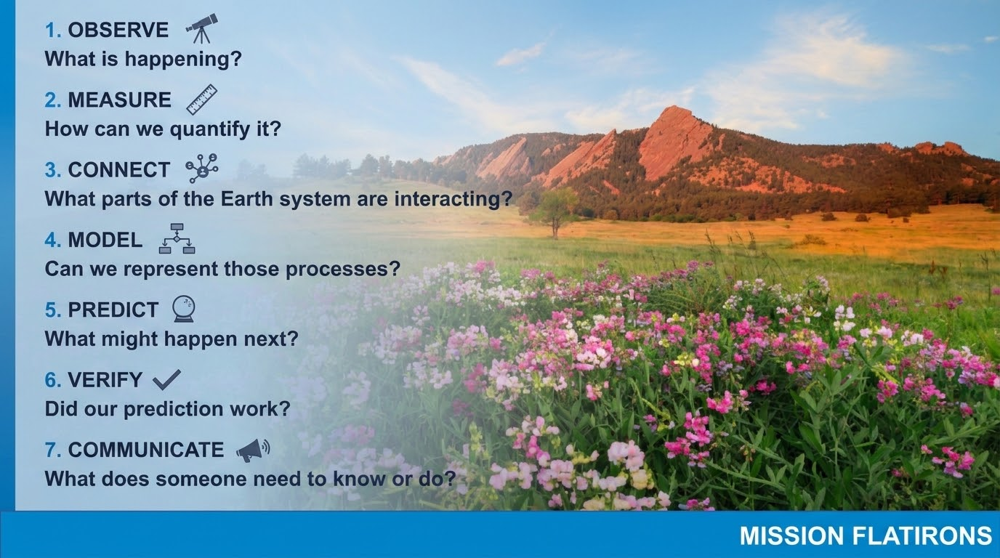 1. OBSERVE
What is happening?
2. MEASURE
How can we quantify it?
3. CONNECT
What parts of the Earth system are interacting?
4. MODEL
Can we represent those processes?
5. PREDICT
What might happen next?
6. VERIFY
Did our prediction work?
7. COMMUNICATE
What does someone need to know or do?
MISSION FLATIRONS